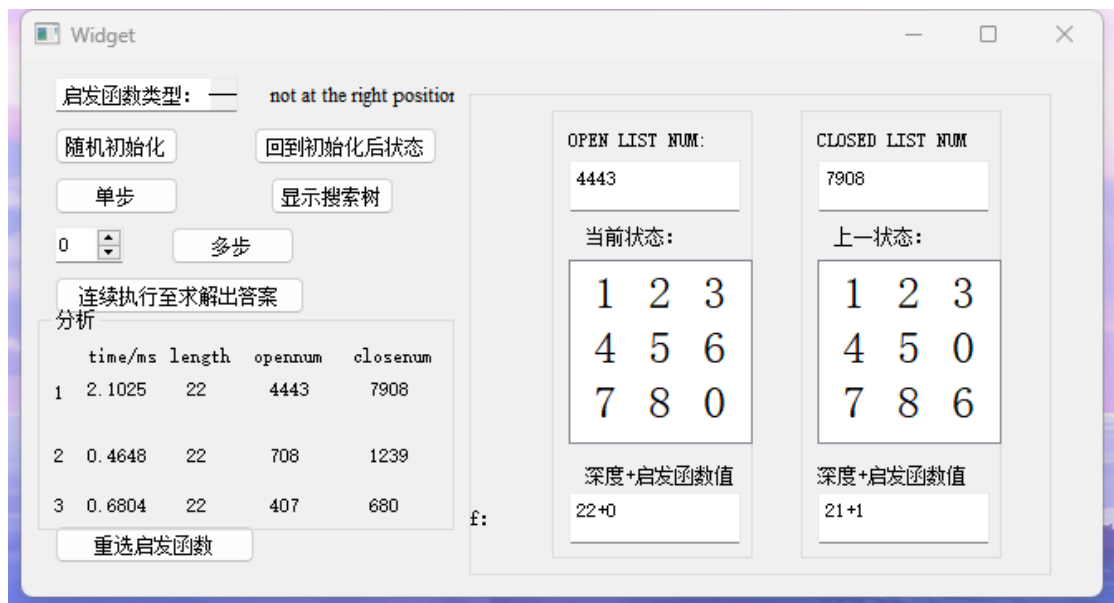 Widget
启发函数类型: 一 not at the right position
随机初始化 回到初始化后状态
单步 显示搜索树
0 多步
连续执行至求解出答案
分析
time/ms length opennum closenum
1 2.1025 22 4443 7908
2 0.4648 22 708 1239
3 0.6804 22 407 680
重选启发函数
OPEN LIST NUM: CLOSED LIST NUM
4443 7908
当前状态: 上一状态:
1 2 3 1 2 3
4 5 6 4 5 0
7 8 0 7 8 6
深度+启发函数值 深度+启发函数值
f: 22+0 21+1